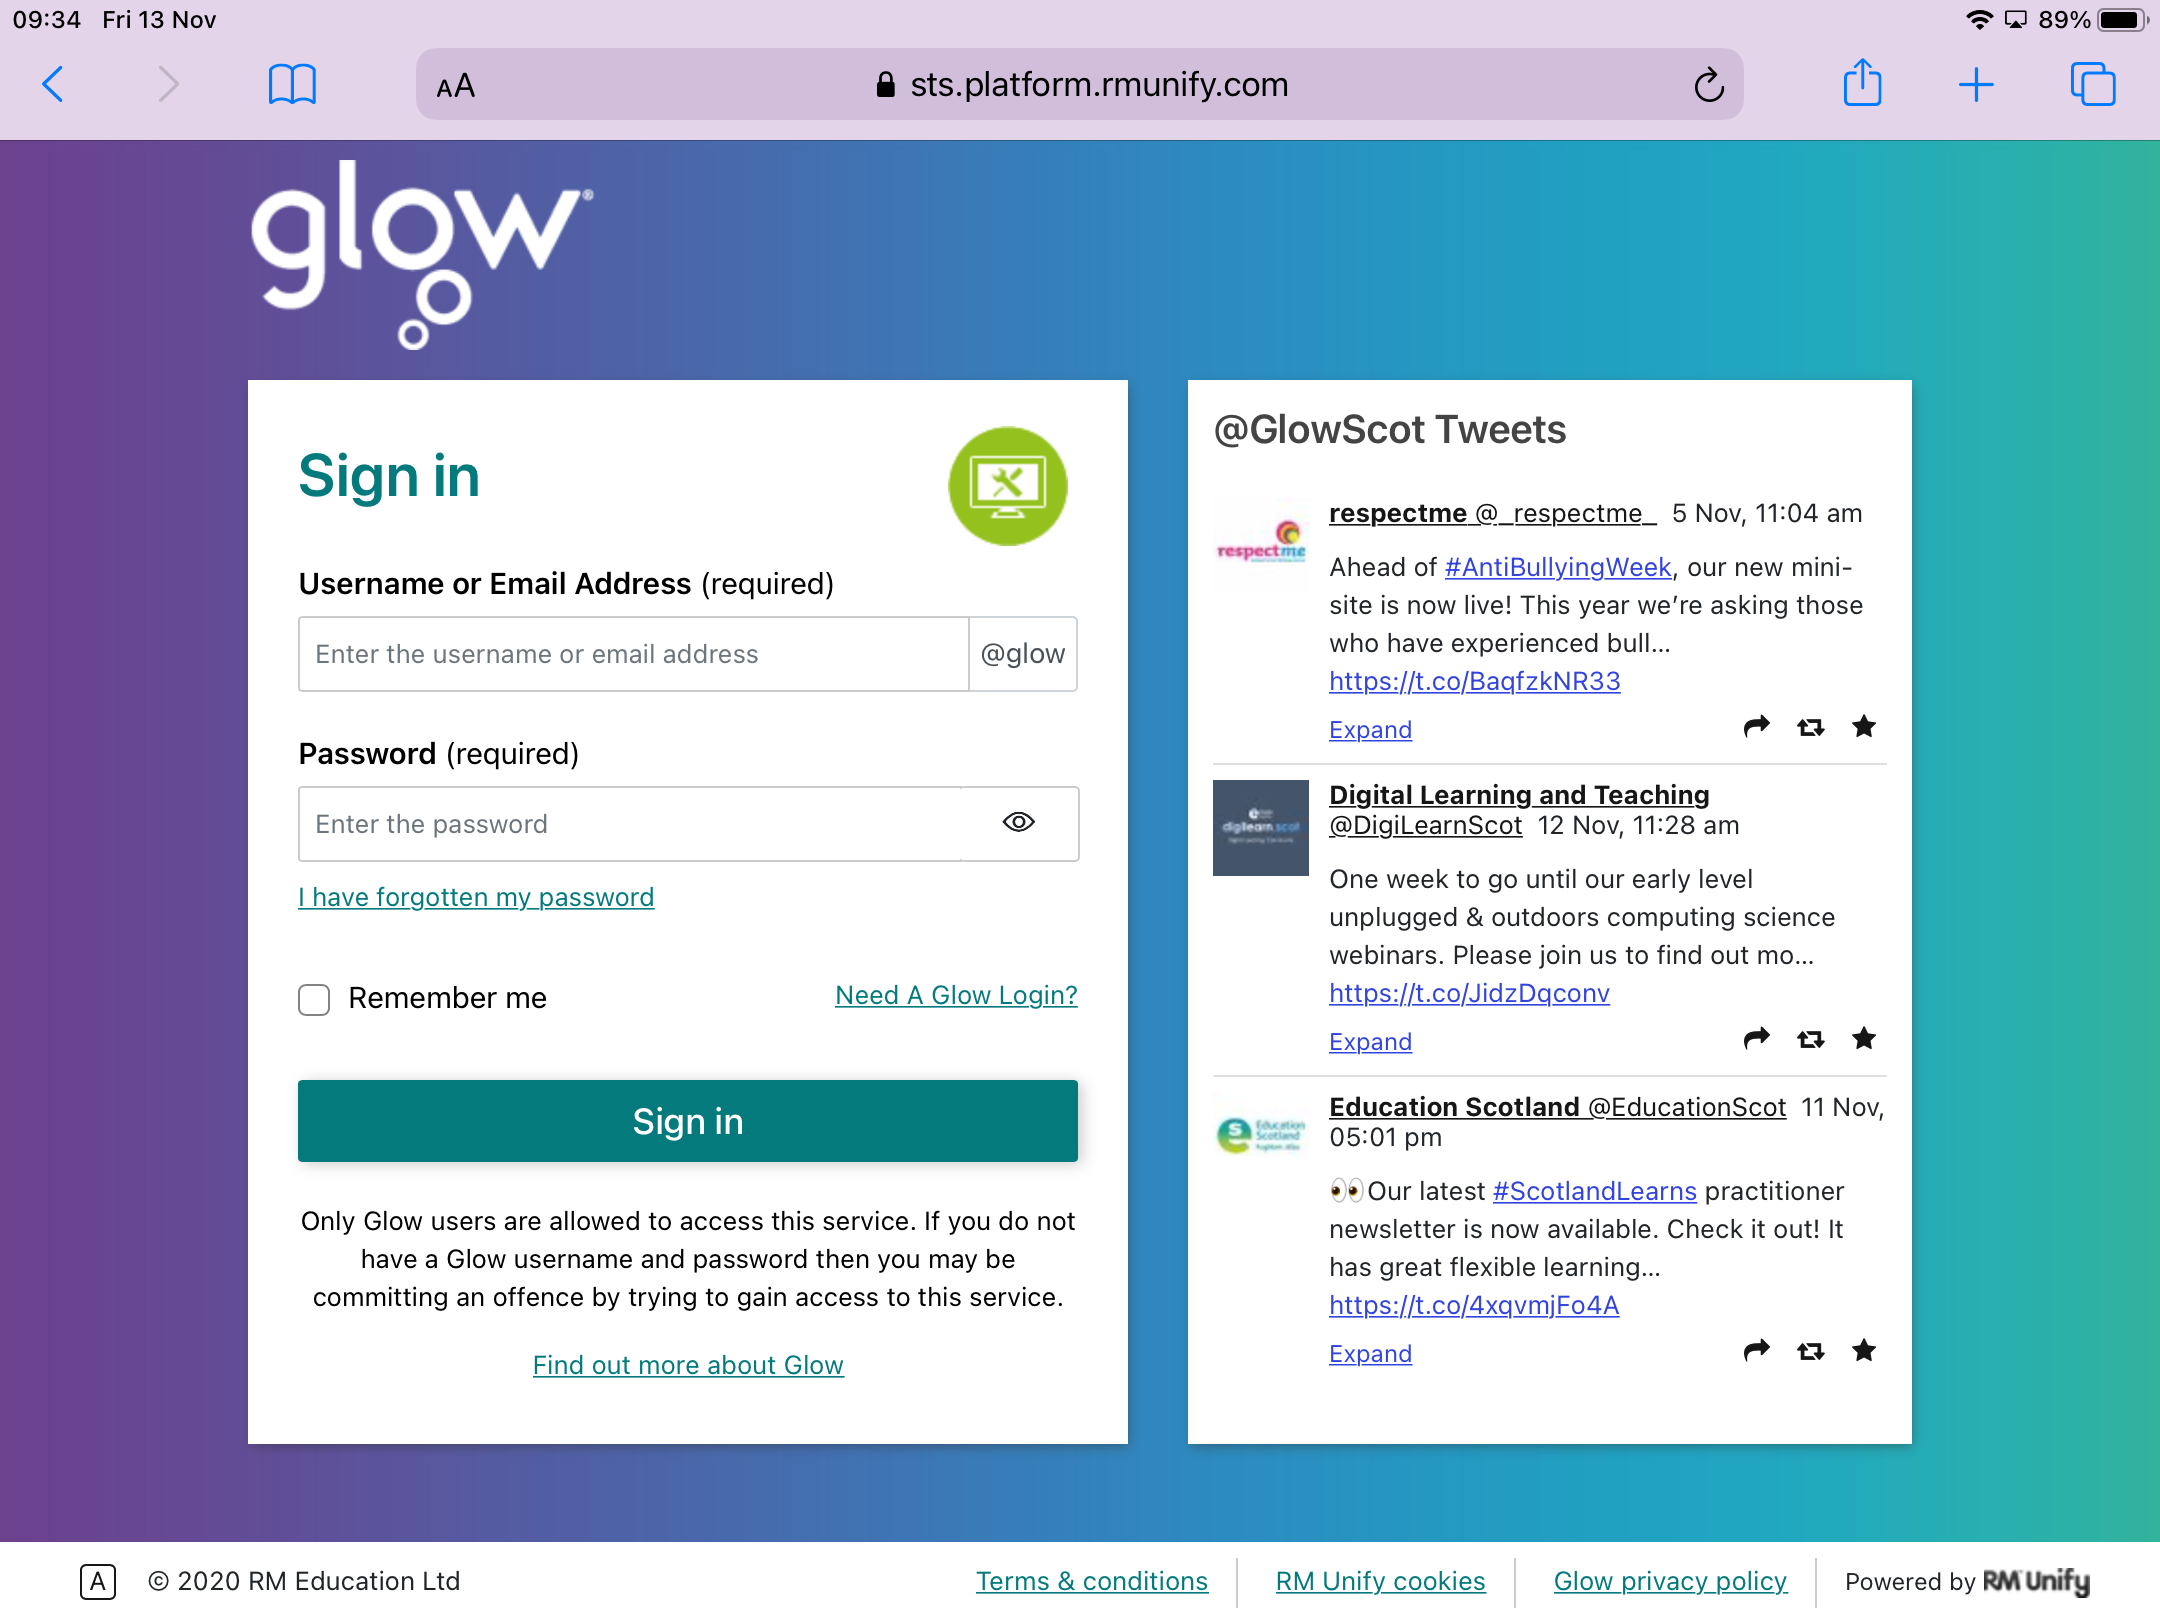 09:34 Fri 13 Nov
89%
AA
sts.platform.rmunify.com
glow®
Sign in
Username or Email Address (required)
Enter the username or email address
@glow
Password (required)
Enter the password
I have forgotten my password
Remember me
Need A Glow Login?
Sign in
Only Glow users are allowed to access this service. If you do not
have a Glow username and password then you may be
committing an offence by trying to gain access to this service.
Find out more about Glow
@GlowScot Tweets
respectme
respectme @_respectme_ 5 Nov, 11:04 am
Ahead of #AntiBullyingWeek, our new mini-
site is now live! This year we’re asking those
who have experienced bull…
https://t.co/BaqfzkNR33
Expand
digilearn.scot
Digital Learning and Teaching
@DigiLearnScot 12 Nov, 11:28 am
One week to go until our early level
unplugged & outdoors computing science
webinars. Please join us to find out mo…
https://t.co/JidzDqconv
Expand
Education
Scotland
Education Scotland @EducationScot 11 Nov,
05:01 pm
👀Our latest #ScotlandLearns practitioner
newsletter is now available. Check it out! It
has great flexible learning…
https://t.co/4xqvmjFo4A
Expand
A © 2020 RM Education Ltd
Terms & conditions
RM Unify cookies
Glow privacy policy
Powered by RM Unify